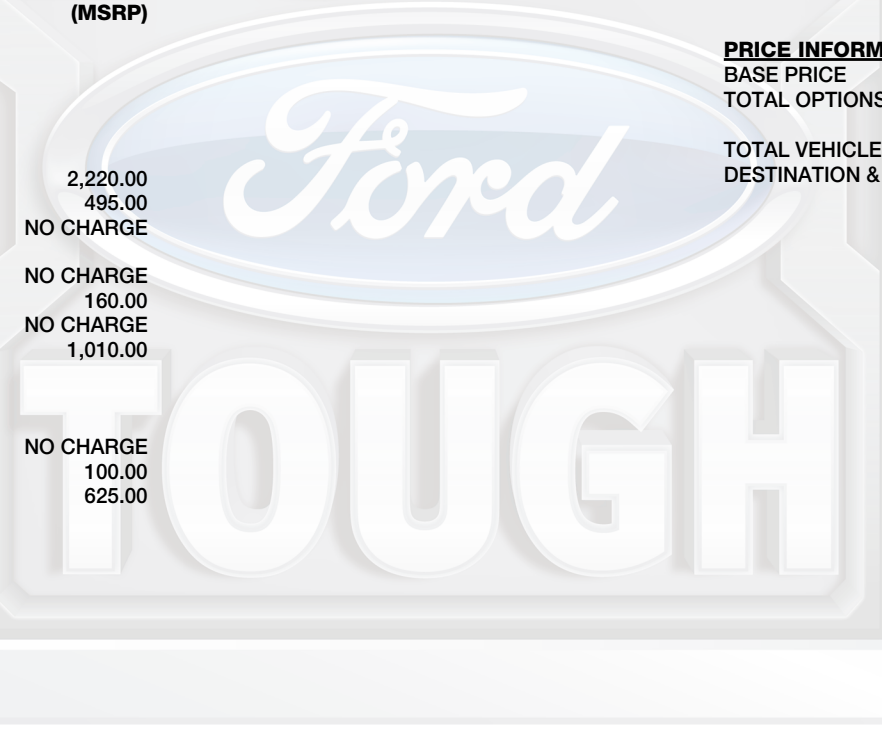 (MSRP)
2,220.00
495.00
NO CHARGE
NO CHARGE
160.00
NO CHARGE
1,010.00
NO CHARGE
100.00
625.00
PRICE INFORM
BASE PRICE
TOTAL OPTIONS
TOTAL VEHICLE
DESTINATION &
Ford
TOUGH